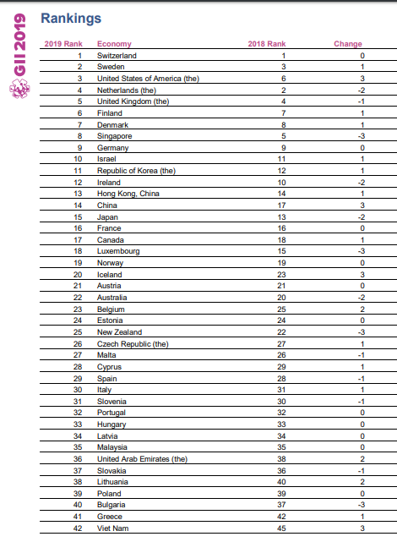 GII 2019
Rankings
2019 Rank Economy 2018 Rank Change
1 Switzerland 1 0
2 Sweden 3 1
3 United States of America (the) 6 3
4 Netherlands (the) 2 -2
5 United Kingdom (the) 4 -1
6 Finland 7 1
7 Denmark 8 1
8 Singapore 5 -3
9 Germany 9 0
10 Israel 11 1
11 Republic of Korea (the) 12 1
12 Ireland 10 -2
13 Hong Kong, China 14 1
14 China 17 3
15 Japan 13 -2
16 France 16 0
17 Canada 18 1
18 Luxembourg 15 -3
19 Norway 19 0
20 Iceland 23 3
21 Austria 21 0
22 Australia 20 -2
23 Belgium 25 2
24 Estonia 24 0
25 New Zealand 22 -3
26 Czech Republic (the) 27 1
27 Malta 26 -1
28 Cyprus 29 1
29 Spain 28 -1
30 Italy 31 1
31 Slovenia 30 -1
32 Portugal 32 0
33 Hungary 33 0
34 Latvia 34 0
35 Malaysia 35 0
36 United Arab Emirates (the) 38 2
37 Slovakia 36 -1
38 Lithuania 40 2
39 Poland 39 0
40 Bulgaria 37 -3
41 Greece 42 1
42 Viet Nam 45 3